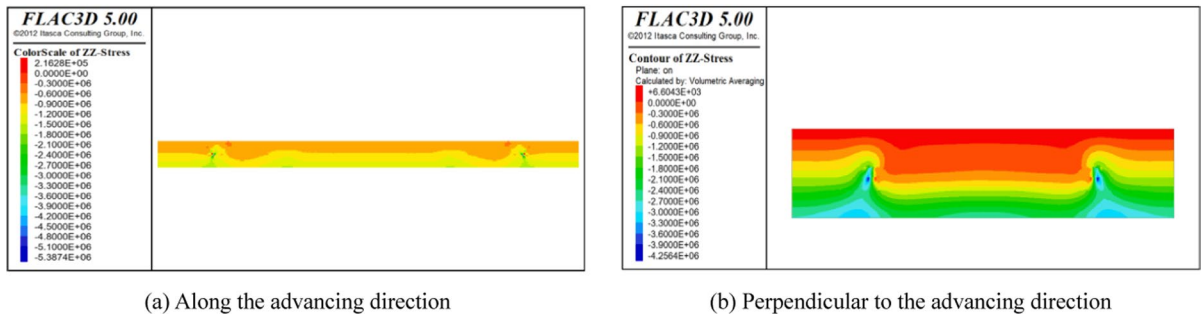 FLAC3D 5.00
©2012 Itasca Consulting Group, Inc.
ColorScale of ZZ-Stress
2.1628E+05
0.0000E+00
-0.3000E+06
-0.6000E+06
-0.9000E+06
-1.2000E+06
-1.5000E+06
-1.8000E+06
-2.1000E+06
-2.4000E+06
-2.7000E+06
-3.0000E+06
-3.3000E+06
-3.6000E+06
-3.9000E+06
-4.2000E+06
-4.5000E+06
-4.8000E+06
-5.1000E+06
-5.3874E+06
(a) Along the advancing direction
FLAC3D 5.00
©2012 Itasca Consulting Group, Inc.
Contour of ZZ-Stress
Plane: on
Calculated by: Volumetric Averaging
+6.6043E+03
0.0000E+00
-0.3000E+06
-0.6000E+06
-0.9000E+06
-1.2000E+06
-1.5000E+06
-1.8000E+06
-2.1000E+06
-2.4000E+06
-2.7000E+06
-3.0000E+06
-3.3000E+06
-3.6000E+06
-3.9000E+06
-4.2564E+06
(b) Perpendicular to the advancing direction